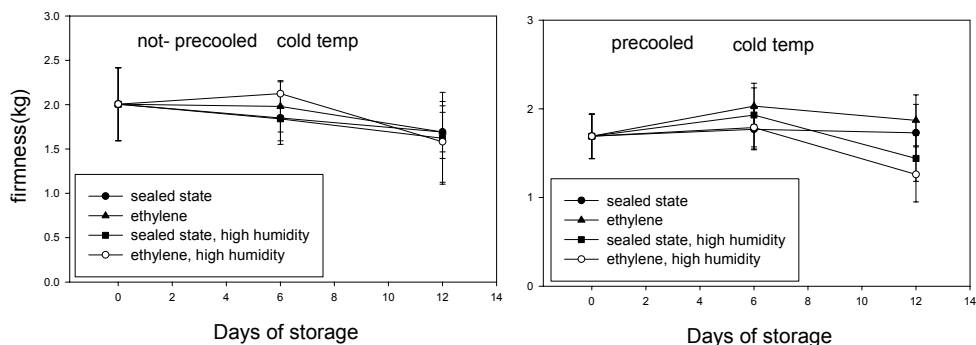 not- precooled cold temp
firmness(kg)
3.0
2.5
2.0
1.5
1.0
0.5
0.0
sealed state
ethylene
sealed state, high humidity
ethylene, high humidity
0 2 4 6 8 10 12 14
Days of storage
precooled cold temp
3
2
1
0
sealed state
ethylene
sealed state, high humidity
ethylene, high humidity
0 2 4 6 8 10 12 14
Days of storage